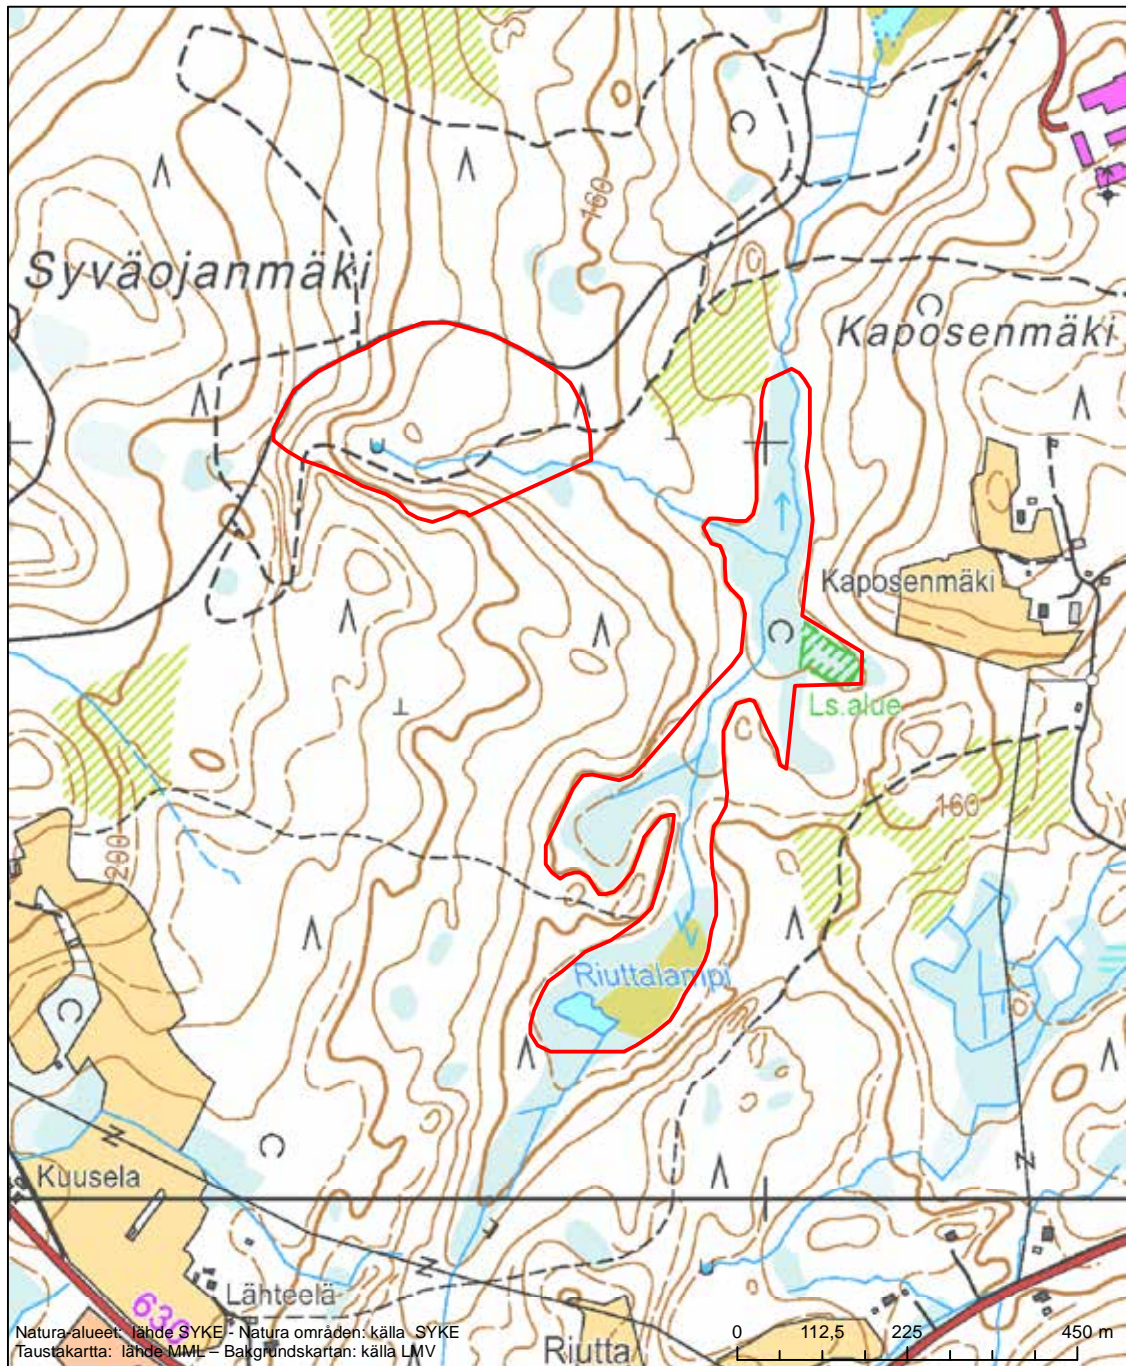 160
Syväojanmäki
Kaposenmäki
Kaposenmäki
Ls.alue
160
200
Riuttalampi
Kuusela
Lähteelä
630
Riutta
0 112,5 225 450 m
Natura-alueet: lähde SYKE - Natura områden: källa SYKE
Taustakartta: lähde MML – Bakgrundskartan: källa LMV